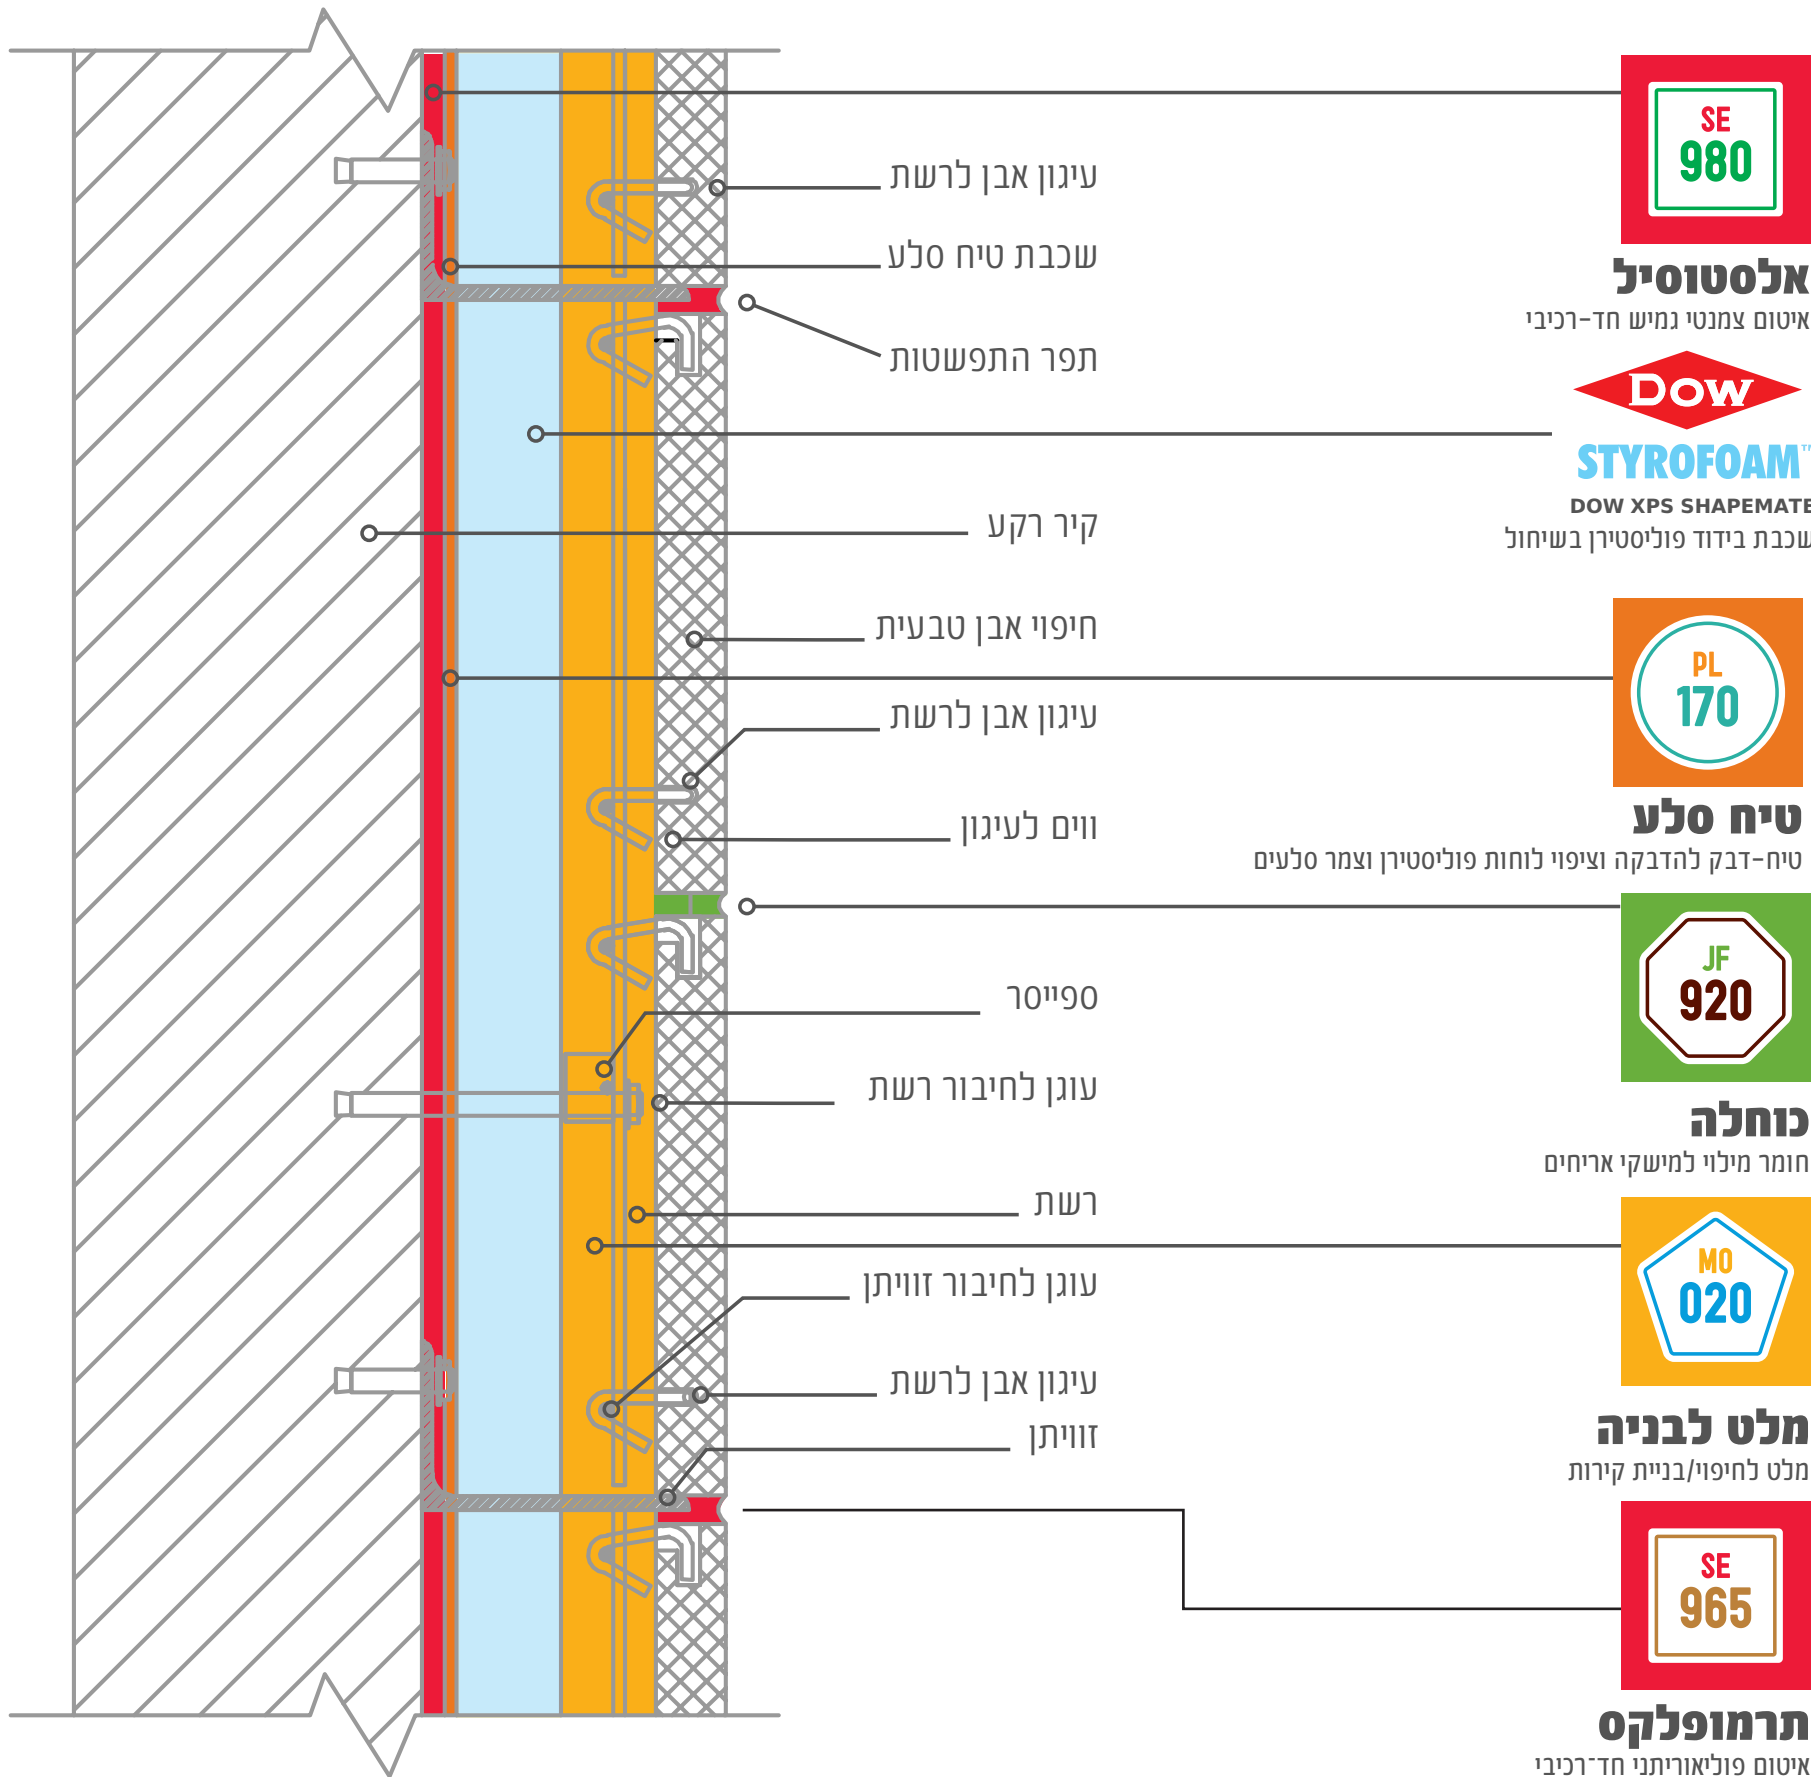 SE
980
אלסטוסיל
איטום צמנטי גמיש חד-רכיבי
DOW
STYROFOAM™
DOW XPS SHAPEMATE
שכבת בידוד פוליסטירן בשיחול
PL
170
טיח סלע
טיח-דבק להדבקה וציפוי לוחות פוליסטירן וצמר סלעים
JF
920
כוחלה
חומר מילוי למישקי אריחים
MO
020
מלט לבניה
מלט לחיפוי/בניית קירות
SE
965
תרמופלקס
איטום פוליאוריתני חד־רכיבי
עיגון אבן לרשת
שכבת טיח סלע
תפר התפשטות
קיר רקע
חיפוי אבן טבעית
עיגון אבן לרשת
ווים לעיגון
ספייסר
עוגן לחיבור רשת
רשת
עוגן לחיבור זוויתן
עיגון אבן לרשת
זוויתן